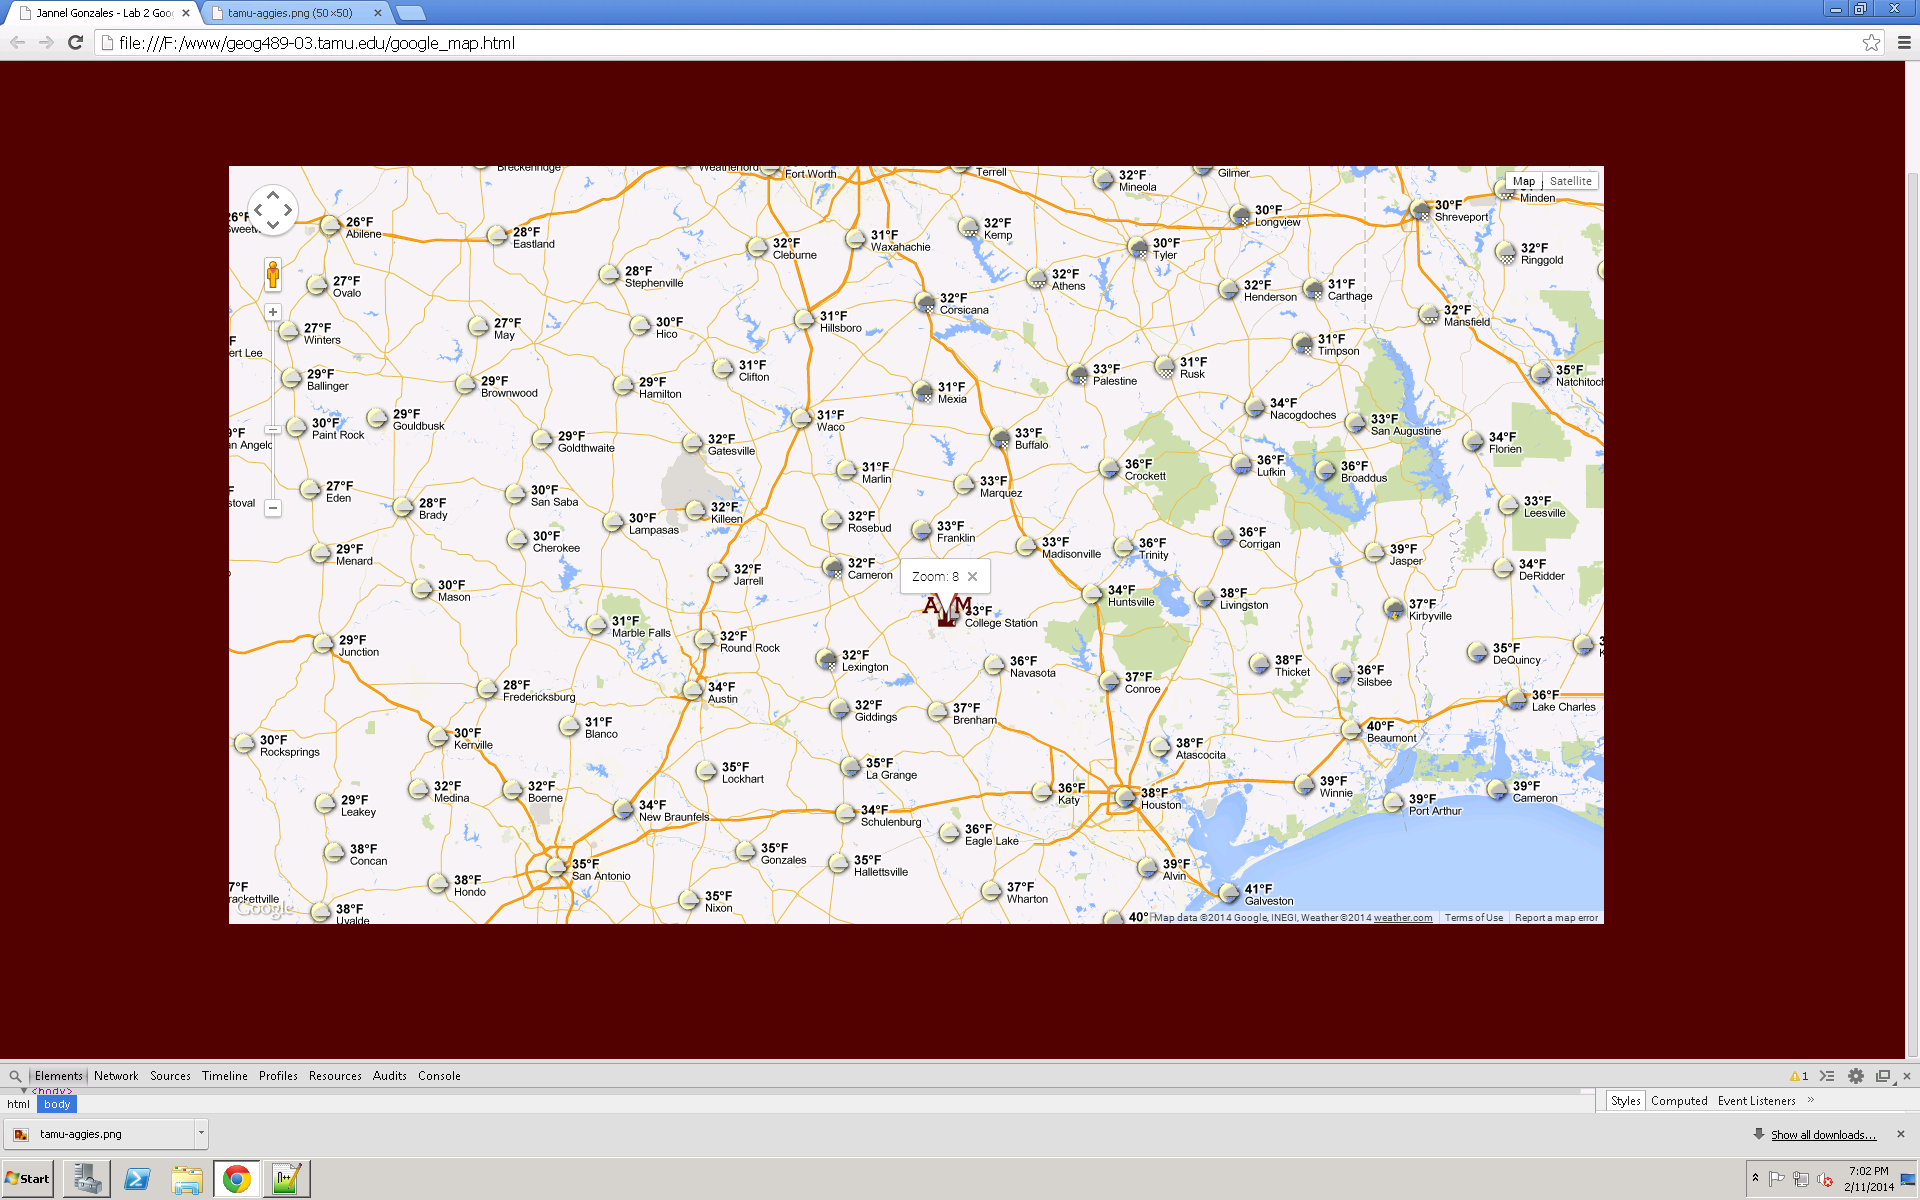 Jannel Gonzales - Lab 2 Goo
tamu-aggies.png (50×50)
file:///F:/www/geog489-03.tamu.edu/google_map.html
Breckenridge
Weatherford
Fort Worth
Terrell
32°F Mineola
Gilmer
Map
Satellite
Minden
26°F
26°F Abilene
28°F Eastland
32°F Cleburne
31°F Waxahachie
32°F Kemp
30°F Tyler
30°F Longview
30°F Shreveport
32°F Ringgold
27°F Ovalo
28°F Stephenville
32°F Athens
32°F Henderson
31°F Carthage
32°F Corsicana
32°F Mansfield
27°F Winters
27°F May
30°F Hico
31°F Hillsboro
31°F Timpson
ert Lee
29°F Ballinger
29°F Brownwood
29°F Hamilton
31°F Clifton
31°F Mexia
33°F Palestine
31°F Rusk
35°F Natchitoch
30°F Paint Rock
29°F Gouldbusk
31°F Waco
34°F Nacogdoches
33°F San Augustine
an Angelo
29°F Goldthwaite
32°F Gatesville
33°F Buffalo
34°F Florien
31°F Marlin
36°F Crockett
36°F Lufkin
36°F Broaddus
27°F Eden
30°F San Saba
33°F Marquez
stoval
28°F Brady
30°F Lampasas
32°F Killeen
32°F Rosebud
33°F Franklin
33°F Leesville
30°F Cherokee
33°F Madisonville
36°F Trinity
36°F Corrigan
29°F Menard
39°F Jasper
32°F Jarrell
32°F Cameron
Zoom: 8
34°F DeRidder
30°F Mason
34°F Huntsville
38°F Livingston
37°F Kirbyville
A M
33°F College Station
31°F Marble Falls
29°F Junction
32°F Round Rock
32°F Lexington
36°F Navasota
38°F Thicket
36°F Silsbee
35°F DeQuincy
28°F Fredericksburg
34°F Austin
37°F Conroe
36°F Lake Charles
32°F Giddings
37°F Brenham
30°F Rocksprings
30°F Kerrville
31°F Blanco
40°F Beaumont
38°F Atascocita
35°F Lockhart
35°F La Grange
32°F Medina
32°F Boerne
36°F Katy
38°F Houston
39°F Winnie
39°F Cameron
29°F Leakey
34°F New Braunfels
34°F Schulenburg
39°F Port Arthur
36°F Eagle Lake
38°F Concan
35°F San Antonio
35°F Gonzales
35°F Hallettsville
39°F Alvin
38°F Hondo
37°F Wharton
41°F Galveston
7°F rackettville
35°F Nixon
38°F Uvalde
40°
Google
Map data ©2014 Google, INEGI, Weather ©2014 weather.com
Terms of Use
Report a map error
Elements Network Sources Timeline Profiles Resources Audits Console
1
<body>
html body
Styles Computed Event Listeners »
tamu-aggies.png
Show all downloads...
Start
7:02 PM
2/11/2014